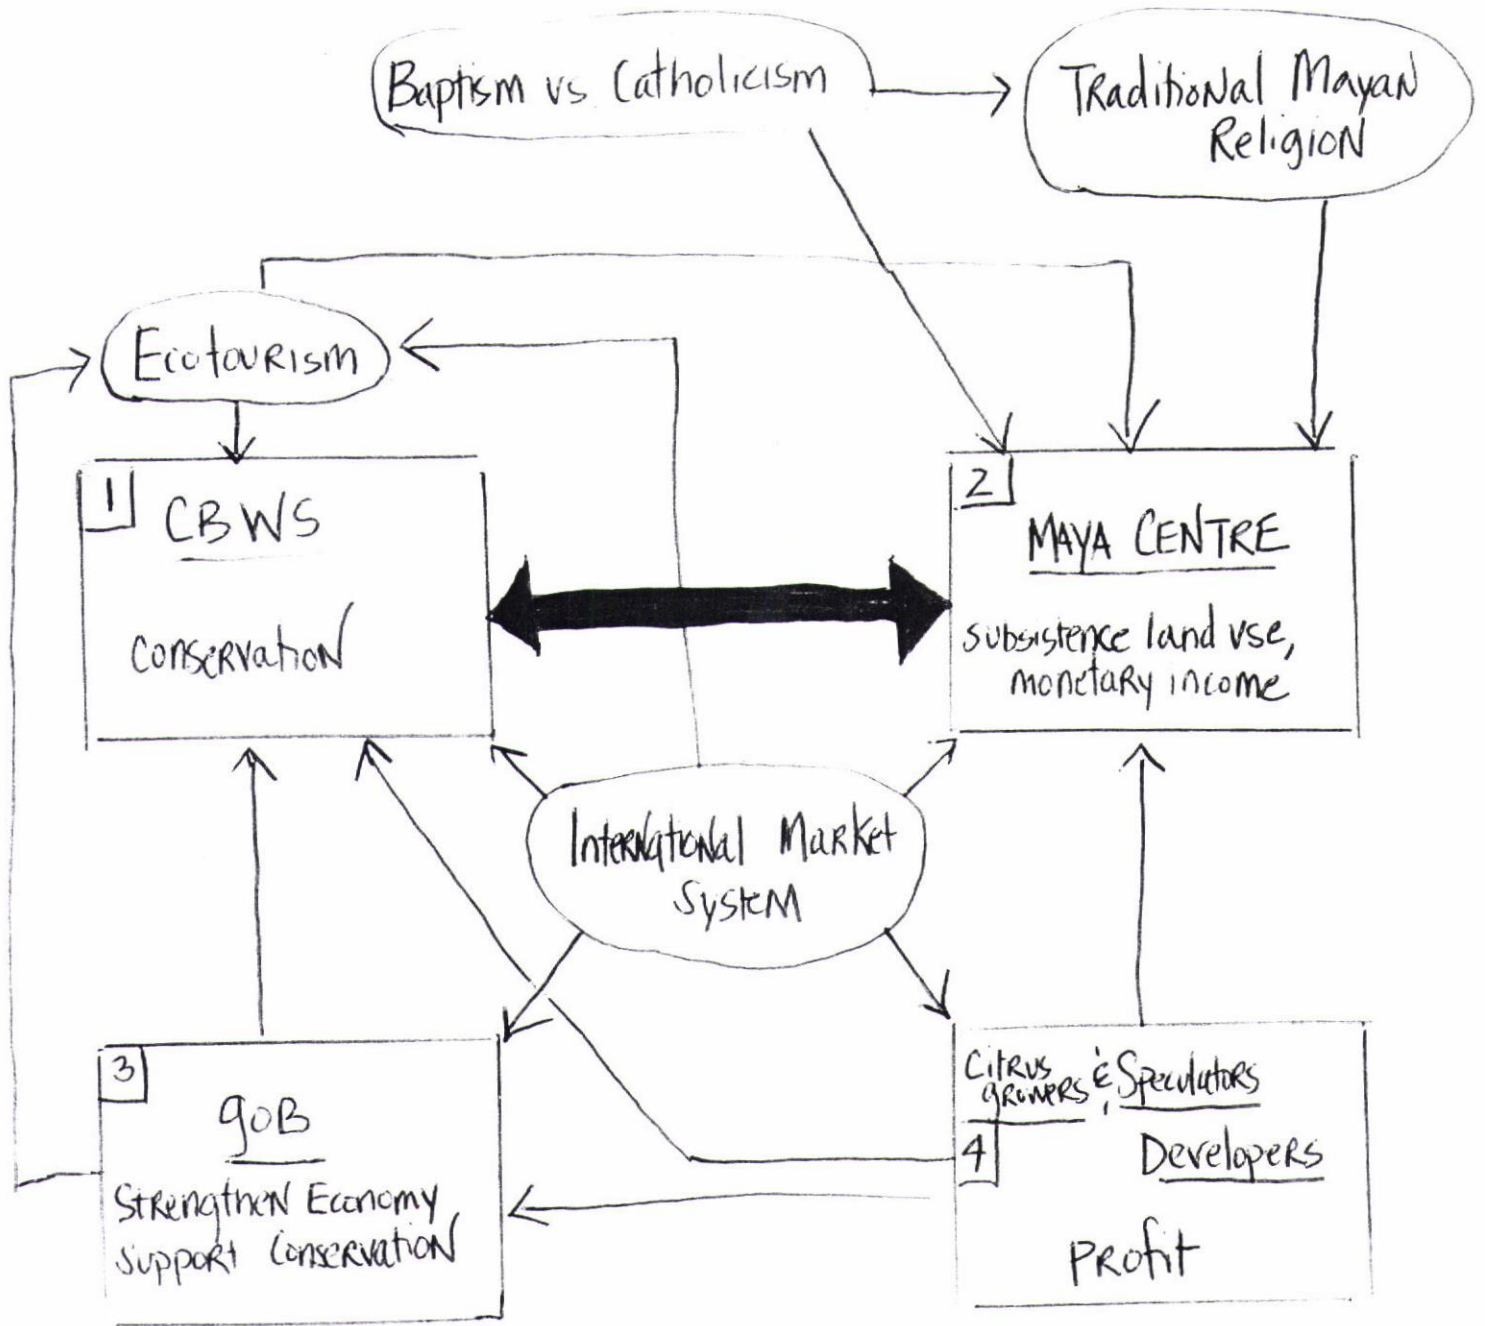 Baptism vs Catholicism
Traditional Mayan
Religion
Ecotourism
1
CBWS
Conservation
2
MAYA CENTRE
subsistence land use,
monetary income
International Market
System
3
GOB
Strengthen Economy
Support Conservation
Citrus
growers & Speculators
4
Developers
Profit